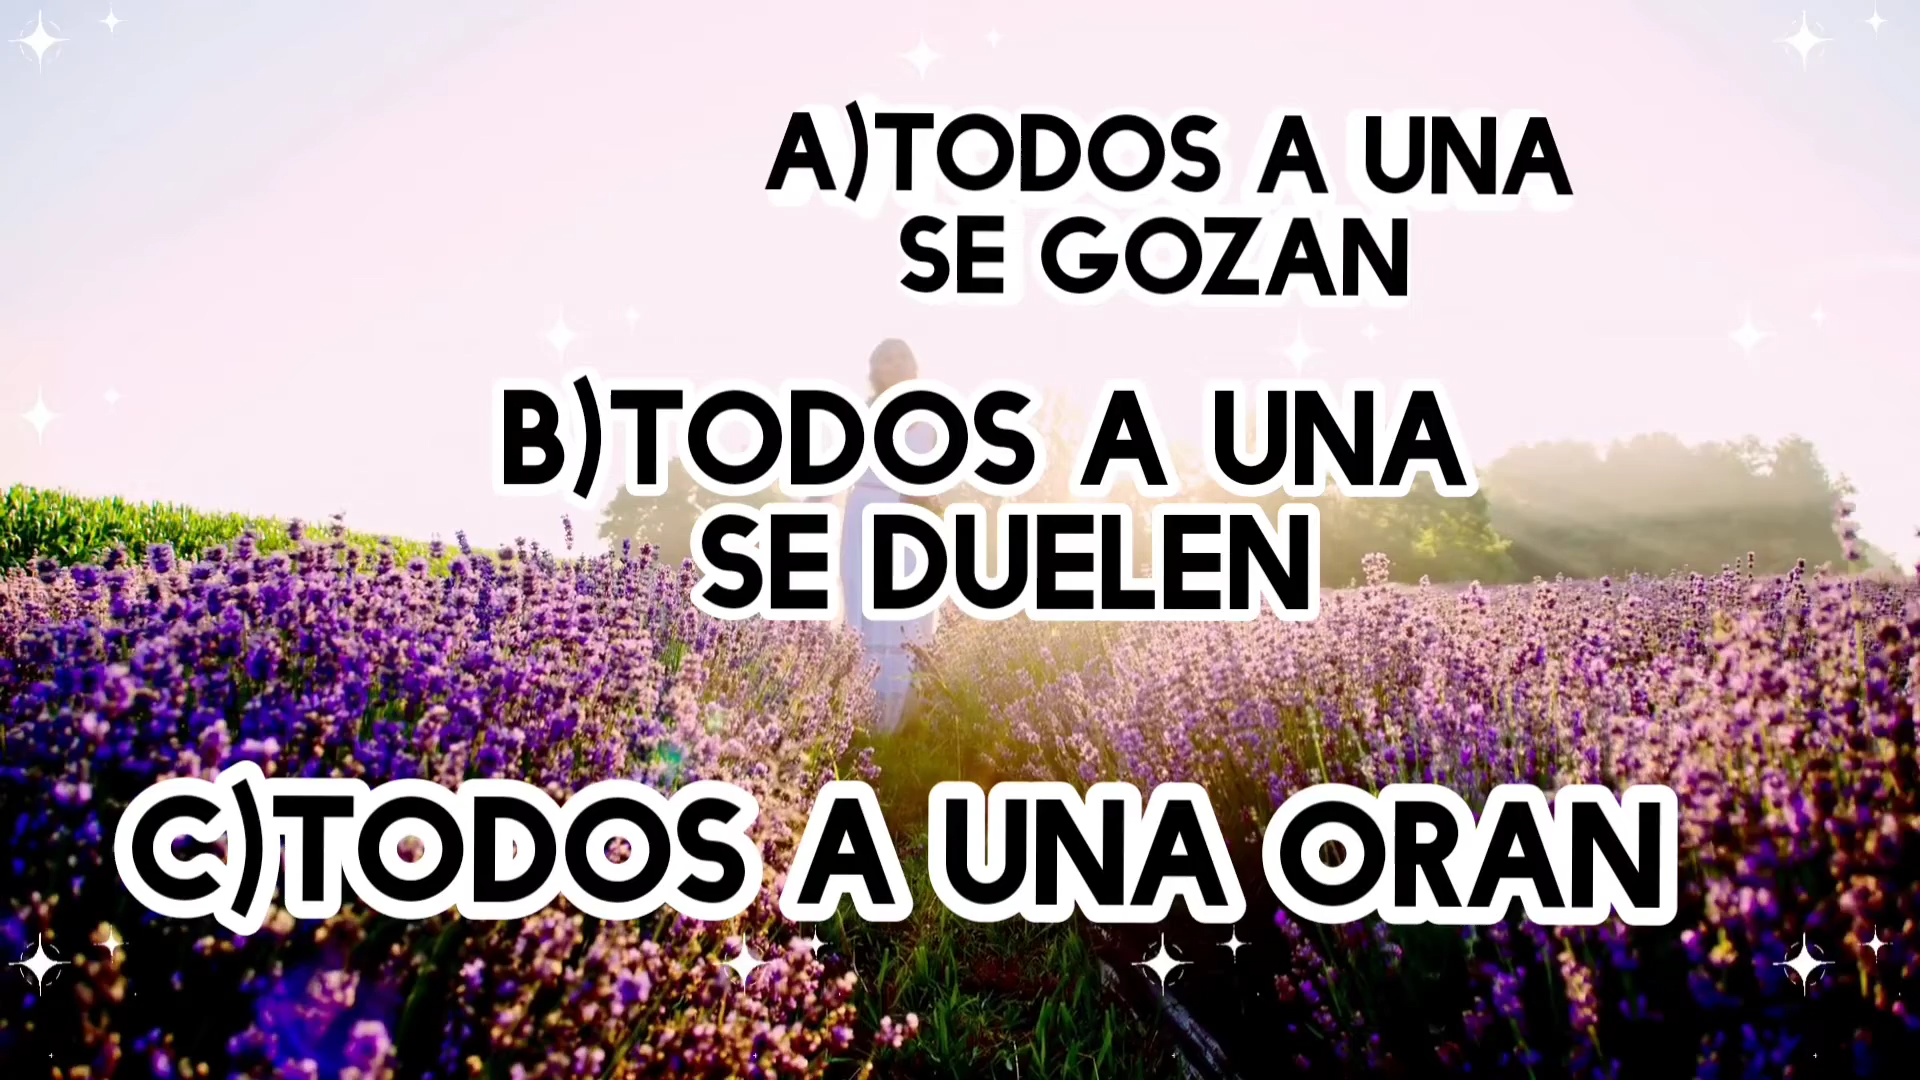 A)TODOS A UNA
SE GOZAN
B)TODOS A UNA
SE DUELEN
C)TODOS A UNA ORAN